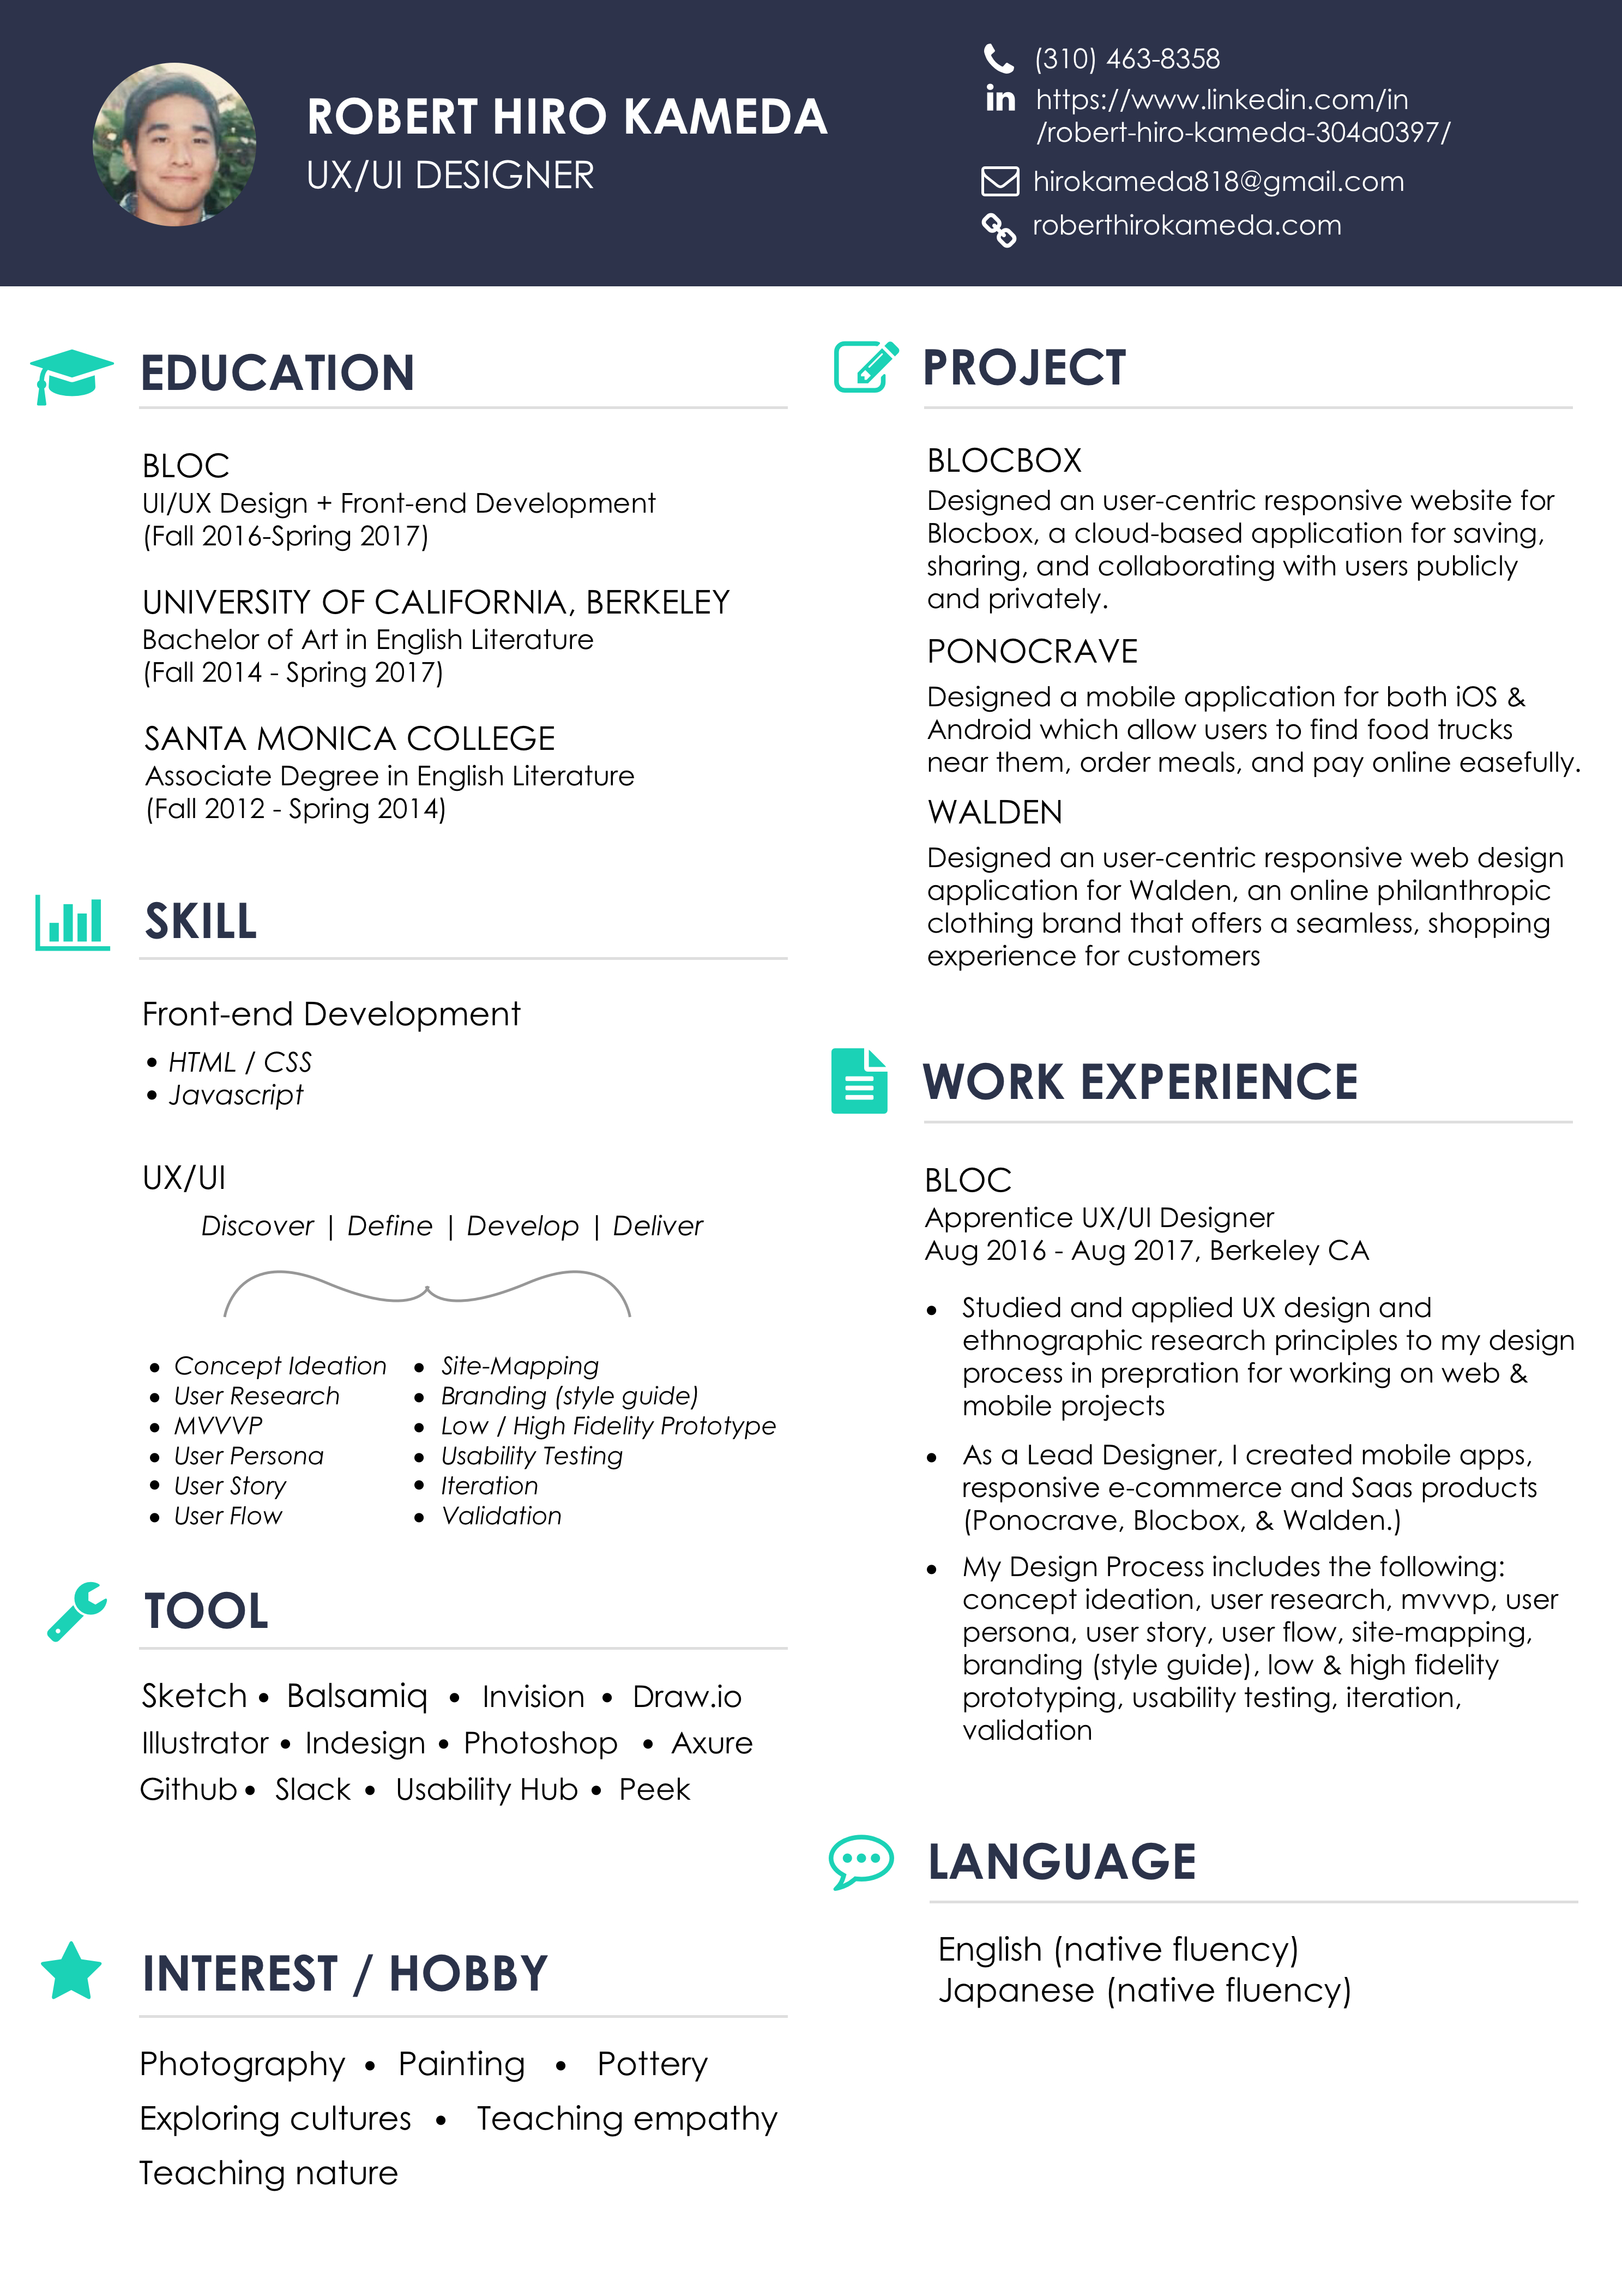 ROBERT HIRO KAMEDA
UX/UI DESIGNER
(310) 463-8358
in https://www.linkedin.com/in
/robert-hiro-kameda-304a0397/
hirokameda818@gmail.com
roberthirokameda.com
EDUCATION
BLOC
UI/UX Design + Front-end Development
(Fall 2016-Spring 2017)
UNIVERSITY OF CALIFORNIA, BERKELEY
Bachelor of Art in English Literature
(Fall 2014 - Spring 2017)
SANTA MONICA COLLEGE
Associate Degree in English Literature
(Fall 2012 - Spring 2014)
SKILL
Front-end Development
• HTML / CSS
• Javascript
UX/UI
Discover | Define | Develop | Deliver
• Concept Ideation
• User Research
• MVVVP
• User Persona
• User Story
• User Flow
• Site-Mapping
• Branding (style guide)
• Low / High Fidelity Prototype
• Usability Testing
• Iteration
• Validation
TOOL
Sketch • Balsamiq • Invision • Draw.io
Illustrator • Indesign • Photoshop • Axure
Github • Slack • Usability Hub • Peek
INTEREST / HOBBY
Photography • Painting • Pottery
Exploring cultures • Teaching empathy
Teaching nature
PROJECT
BLOCBOX
Designed an user-centric responsive website for
Blocbox, a cloud-based application for saving,
sharing, and collaborating with users publicly
and privately.
PONOCRAVE
Designed a mobile application for both iOS &
Android which allow users to find food trucks
near them, order meals, and pay online easefully.
WALDEN
Designed an user-centric responsive web design
application for Walden, an online philanthropic
clothing brand that offers a seamless, shopping
experience for customers
WORK EXPERIENCE
BLOC
Apprentice UX/UI Designer
Aug 2016 - Aug 2017, Berkeley CA
• Studied and applied UX design and
ethnographic research principles to my design
process in prepration for working on web &
mobile projects
• As a Lead Designer, I created mobile apps,
responsive e-commerce and Saas products
(Ponocrave, Blocbox, & Walden.)
• My Design Process includes the following:
concept ideation, user research, mvvvp, user
persona, user story, user flow, site-mapping,
branding (style guide), low & high fidelity
prototyping, usability testing, iteration,
validation
LANGUAGE
English (native fluency)
Japanese (native fluency)